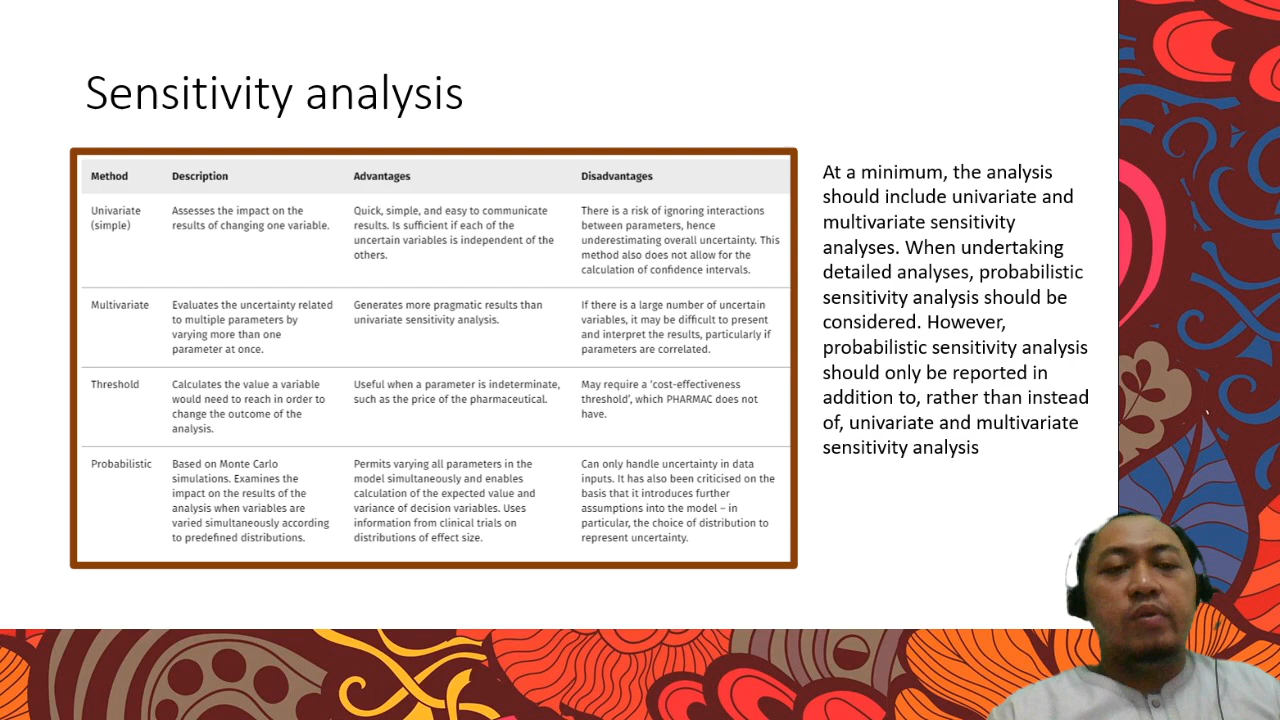 Sensitivity analysis
Method Description Advantages Disadvantages
Univariate
(simple)
Assesses the impact on the
results of changing one variable.
Quick, simple, and easy to communicate
results. Is sufficient if each of the
uncertain variables is independent of the
others.
There is a risk of ignoring interactions
between parameters, hence
underestimating overall uncertainty. This
method also does not allow for the
calculation of confidence intervals.
Multivariate
Evaluates the uncertainty related
to multiple parameters by
varying more than one
parameter at once.
Generates more pragmatic results than
univariate sensitivity analysis.
If there is a large number of uncertain
variables, it may be difficult to present
and interpret the results, particularly if
parameters are correlated.
Threshold
Calculates the value a variable
would need to reach in order to
change the outcome of the
analysis.
Useful when a parameter is indeterminate,
such as the price of the pharmaceutical.
May require a ‘cost-effectiveness
threshold’, which PHARMAC does not
have.
Probabilistic
Based on Monte Carlo
simulations. Examines the
impact on the results of the
analysis when variables are
varied simultaneously according
to predefined distributions.
Permits varying all parameters in the
model simultaneously and enables
calculation of the expected value and
variance of decision variables. Uses
information from clinical trials on
distributions of effect size.
Can only handle uncertainty in data
inputs. It has also been criticised on the
basis that it introduces further
assumptions into the model – in
particular, the choice of distribution to
represent uncertainty.
At a minimum, the analysis
should include univariate and
multivariate sensitivity
analyses. When undertaking
detailed analyses, probabilistic
sensitivity analysis should be
considered. However,
probabilistic sensitivity analysis
should only be reported in
addition to, rather than instead
of, univariate and multivariate
sensitivity analysis